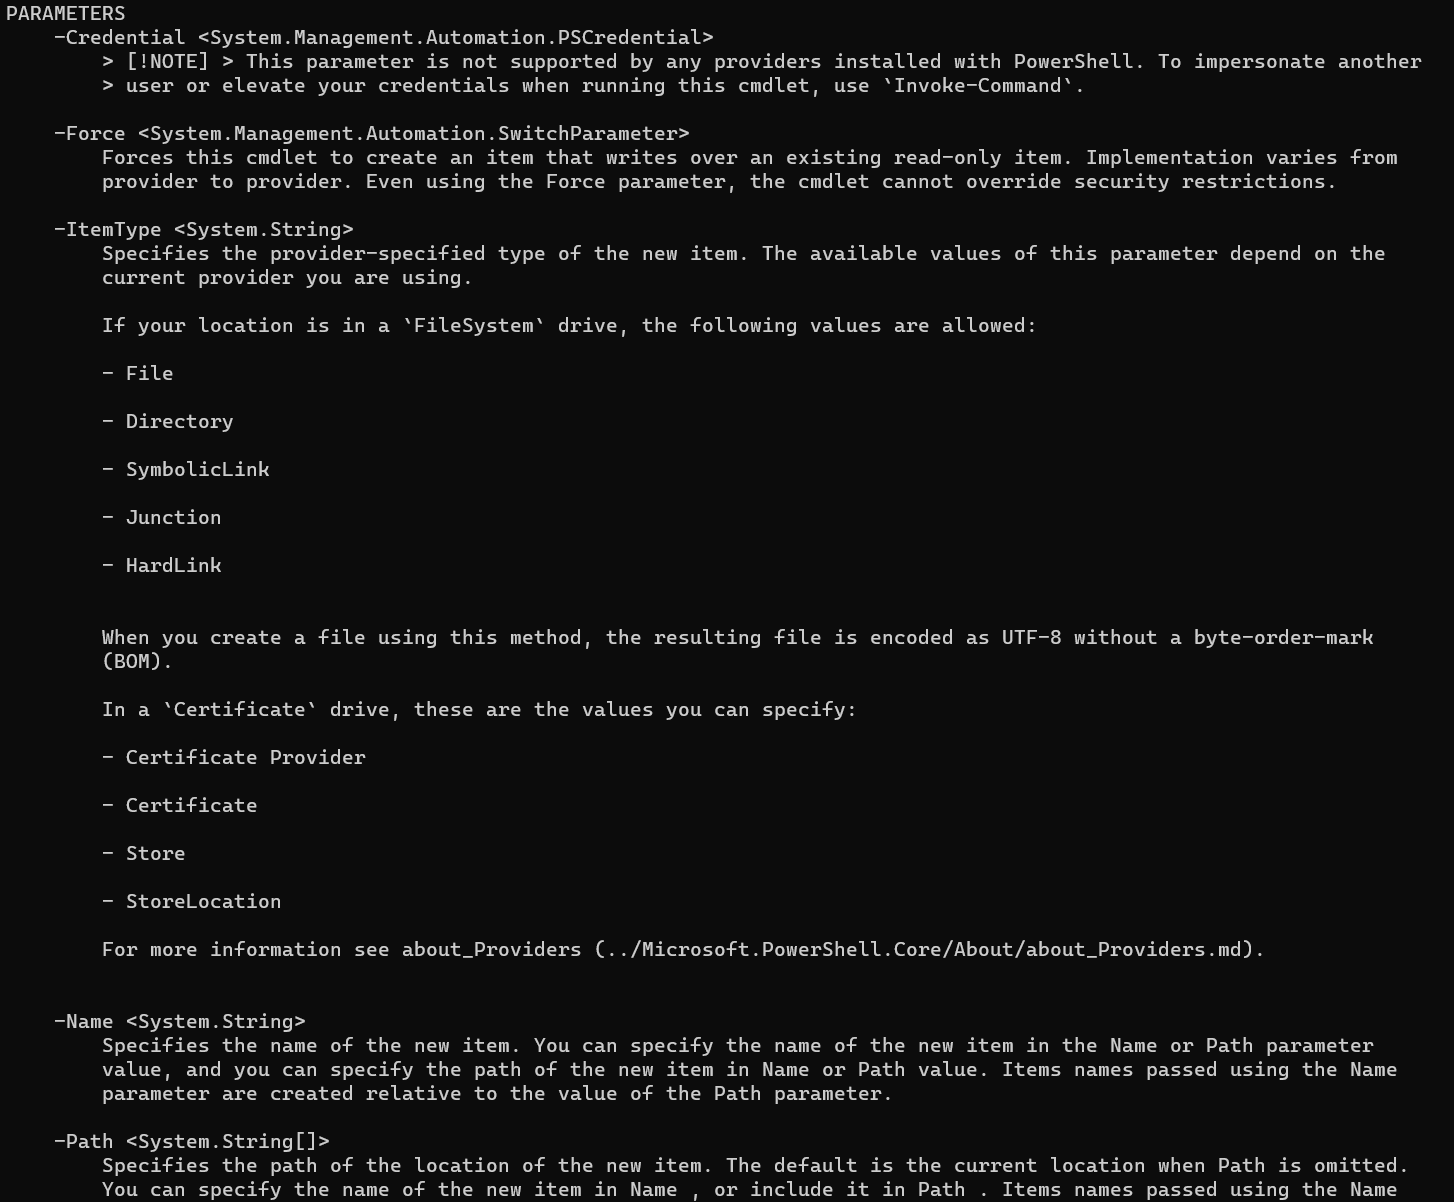 PARAMETERS
-Credential <System.Management.Automation.PSCredential>
> [!NOTE] > This parameter is not supported by any providers installed with PowerShell. To impersonate another
> user or elevate your credentials when running this cmdlet, use `Invoke-Command`.
-Force <System.Management.Automation.SwitchParameter>
Forces this cmdlet to create an item that writes over an existing read-only item. Implementation varies from
provider to provider. Even using the Force parameter, the cmdlet cannot override security restrictions.
-ItemType <System.String>
Specifies the provider-specified type of the new item. The available values of this parameter depend on the
current provider you are using.
If your location is in a `FileSystem` drive, the following values are allowed:
- File
- Directory
- SymbolicLink
- Junction
- HardLink
When you create a file using this method, the resulting file is encoded as UTF-8 without a byte-order-mark
(BOM).
In a `Certificate` drive, these are the values you can specify:
- Certificate Provider
- Certificate
- Store
- StoreLocation
For more information see about_Providers (../Microsoft.PowerShell.Core/About/about_Providers.md).
-Name <System.String>
Specifies the name of the new item. You can specify the name of the new item in the Name or Path parameter
value, and you can specify the path of the new item in Name or Path value. Items names passed using the Name
parameter are created relative to the value of the Path parameter.
-Path <System.String[]>
Specifies the path of the location of the new item. The default is the current location when Path is omitted.
You can specify the name of the new item in Name , or include it in Path . Items names passed using the Name